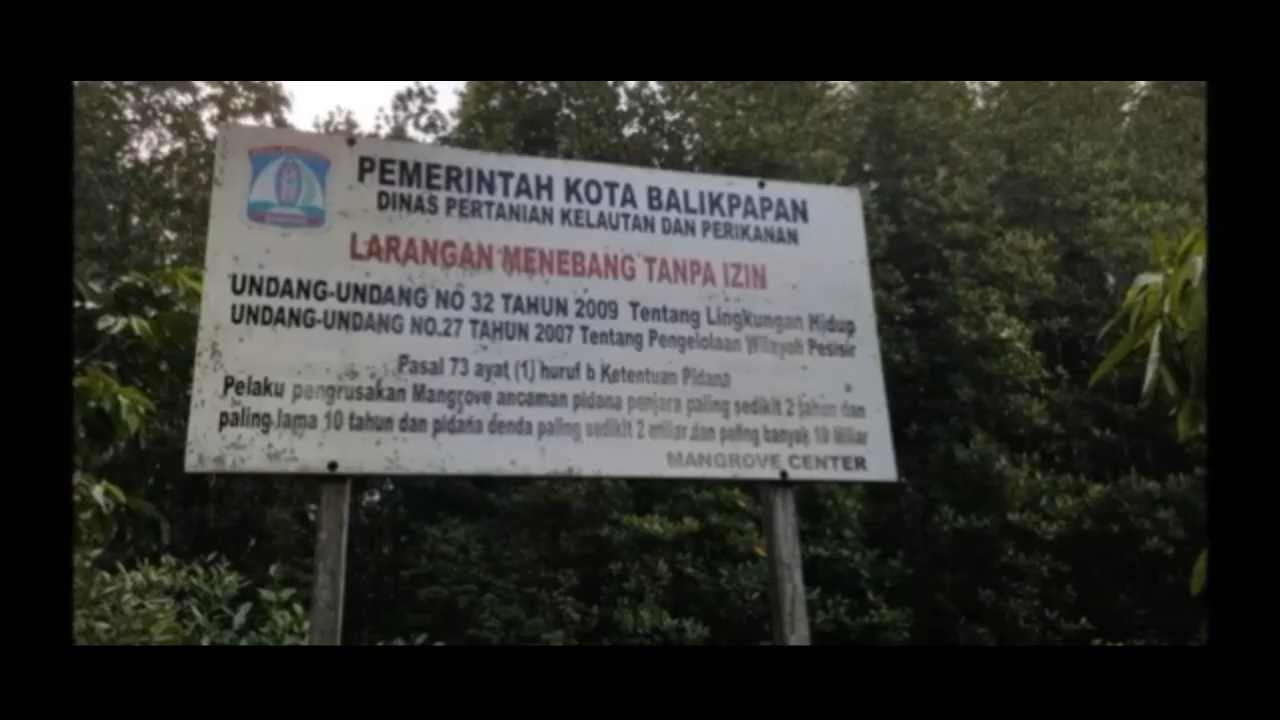 PEMERINTAH KOTA BALIKPAPAN
DINAS PERTANIAN KELAUTAN DAN PERIKANAN
LARANGAN MENEBANG TANPA IZIN
UNDANG-UNDANG NO 32 TAHUN 2009 Tentang Lingkungan Hidup
UNDANG-UNDANG NO.27 TAHUN 2007 Tentang Pengelolaan Wilayah Pesisir
Pasal 73 ayat (1) huruf b Ketentuan Pidana
Pelaku pengrusakan Mangrove ancaman pidana penjara paling sedikit 2 tahun dan
paling lama 10 tahun dan pidana denda paling sedikit 2 miliar dan paling banyak 10 Miliar
MANGROVE CENTER